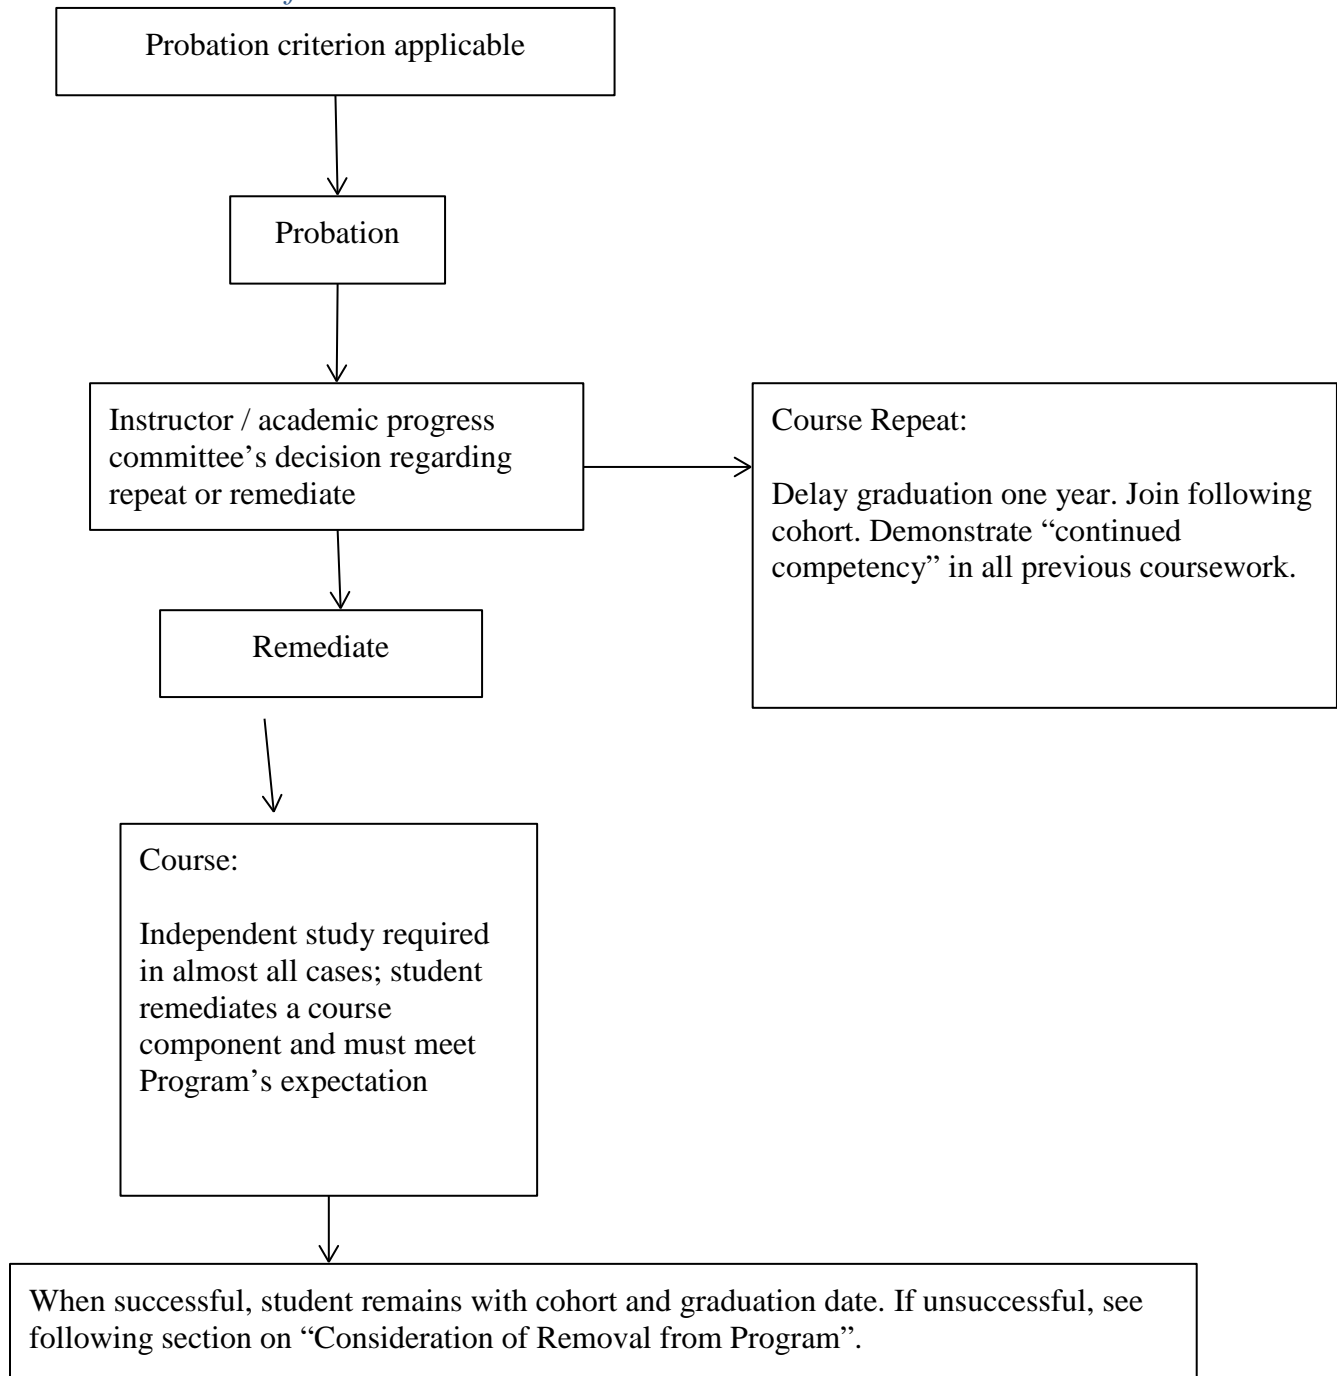 Probation criterion applicable
Probation
Instructor / academic progress
committee’s decision regarding
repeat or remediate
Course Repeat:
Delay graduation one year. Join following
cohort. Demonstrate “continued
competency” in all previous coursework.
Remediate
Course:
Independent study required
in almost all cases; student
remediates a course
component and must meet
Program’s expectation
When successful, student remains with cohort and graduation date. If unsuccessful, see
following section on “Consideration of Removal from Program”.